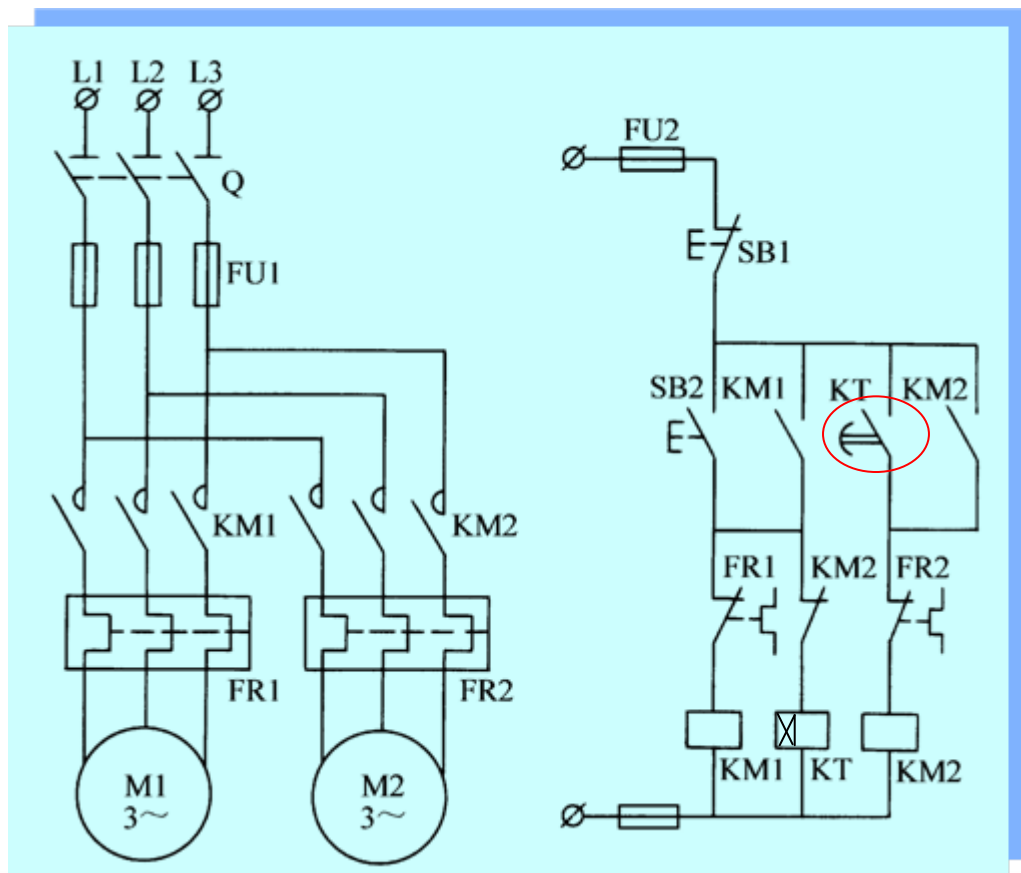 L1 L2 L3
Q
FU1
KM1
KM2
FR1
FR2
M1
3～
M2
3～
FU2
SB1
SB2 KM1 KT KM2
FR1 KM2 FR2
KM1 KT KM2